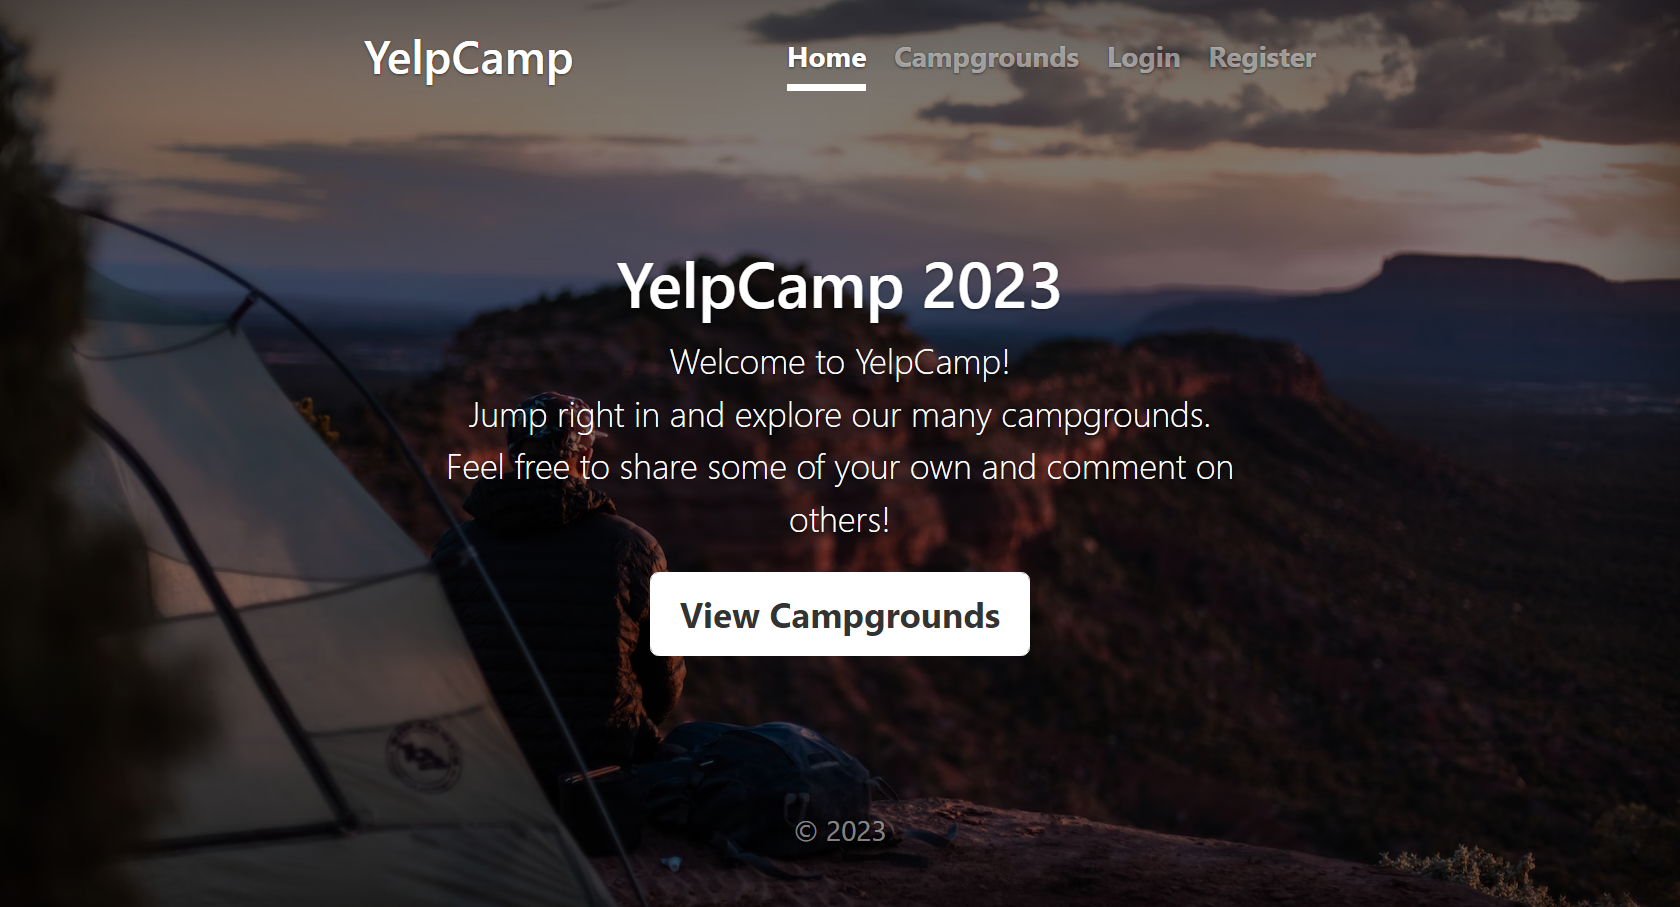 YelpCamp
Home Campgrounds Login Register
YelpCamp 2023
Welcome to YelpCamp!
Jump right in and explore our many campgrounds.
Feel free to share some of your own and comment on
others!
View Campgrounds
© 2023